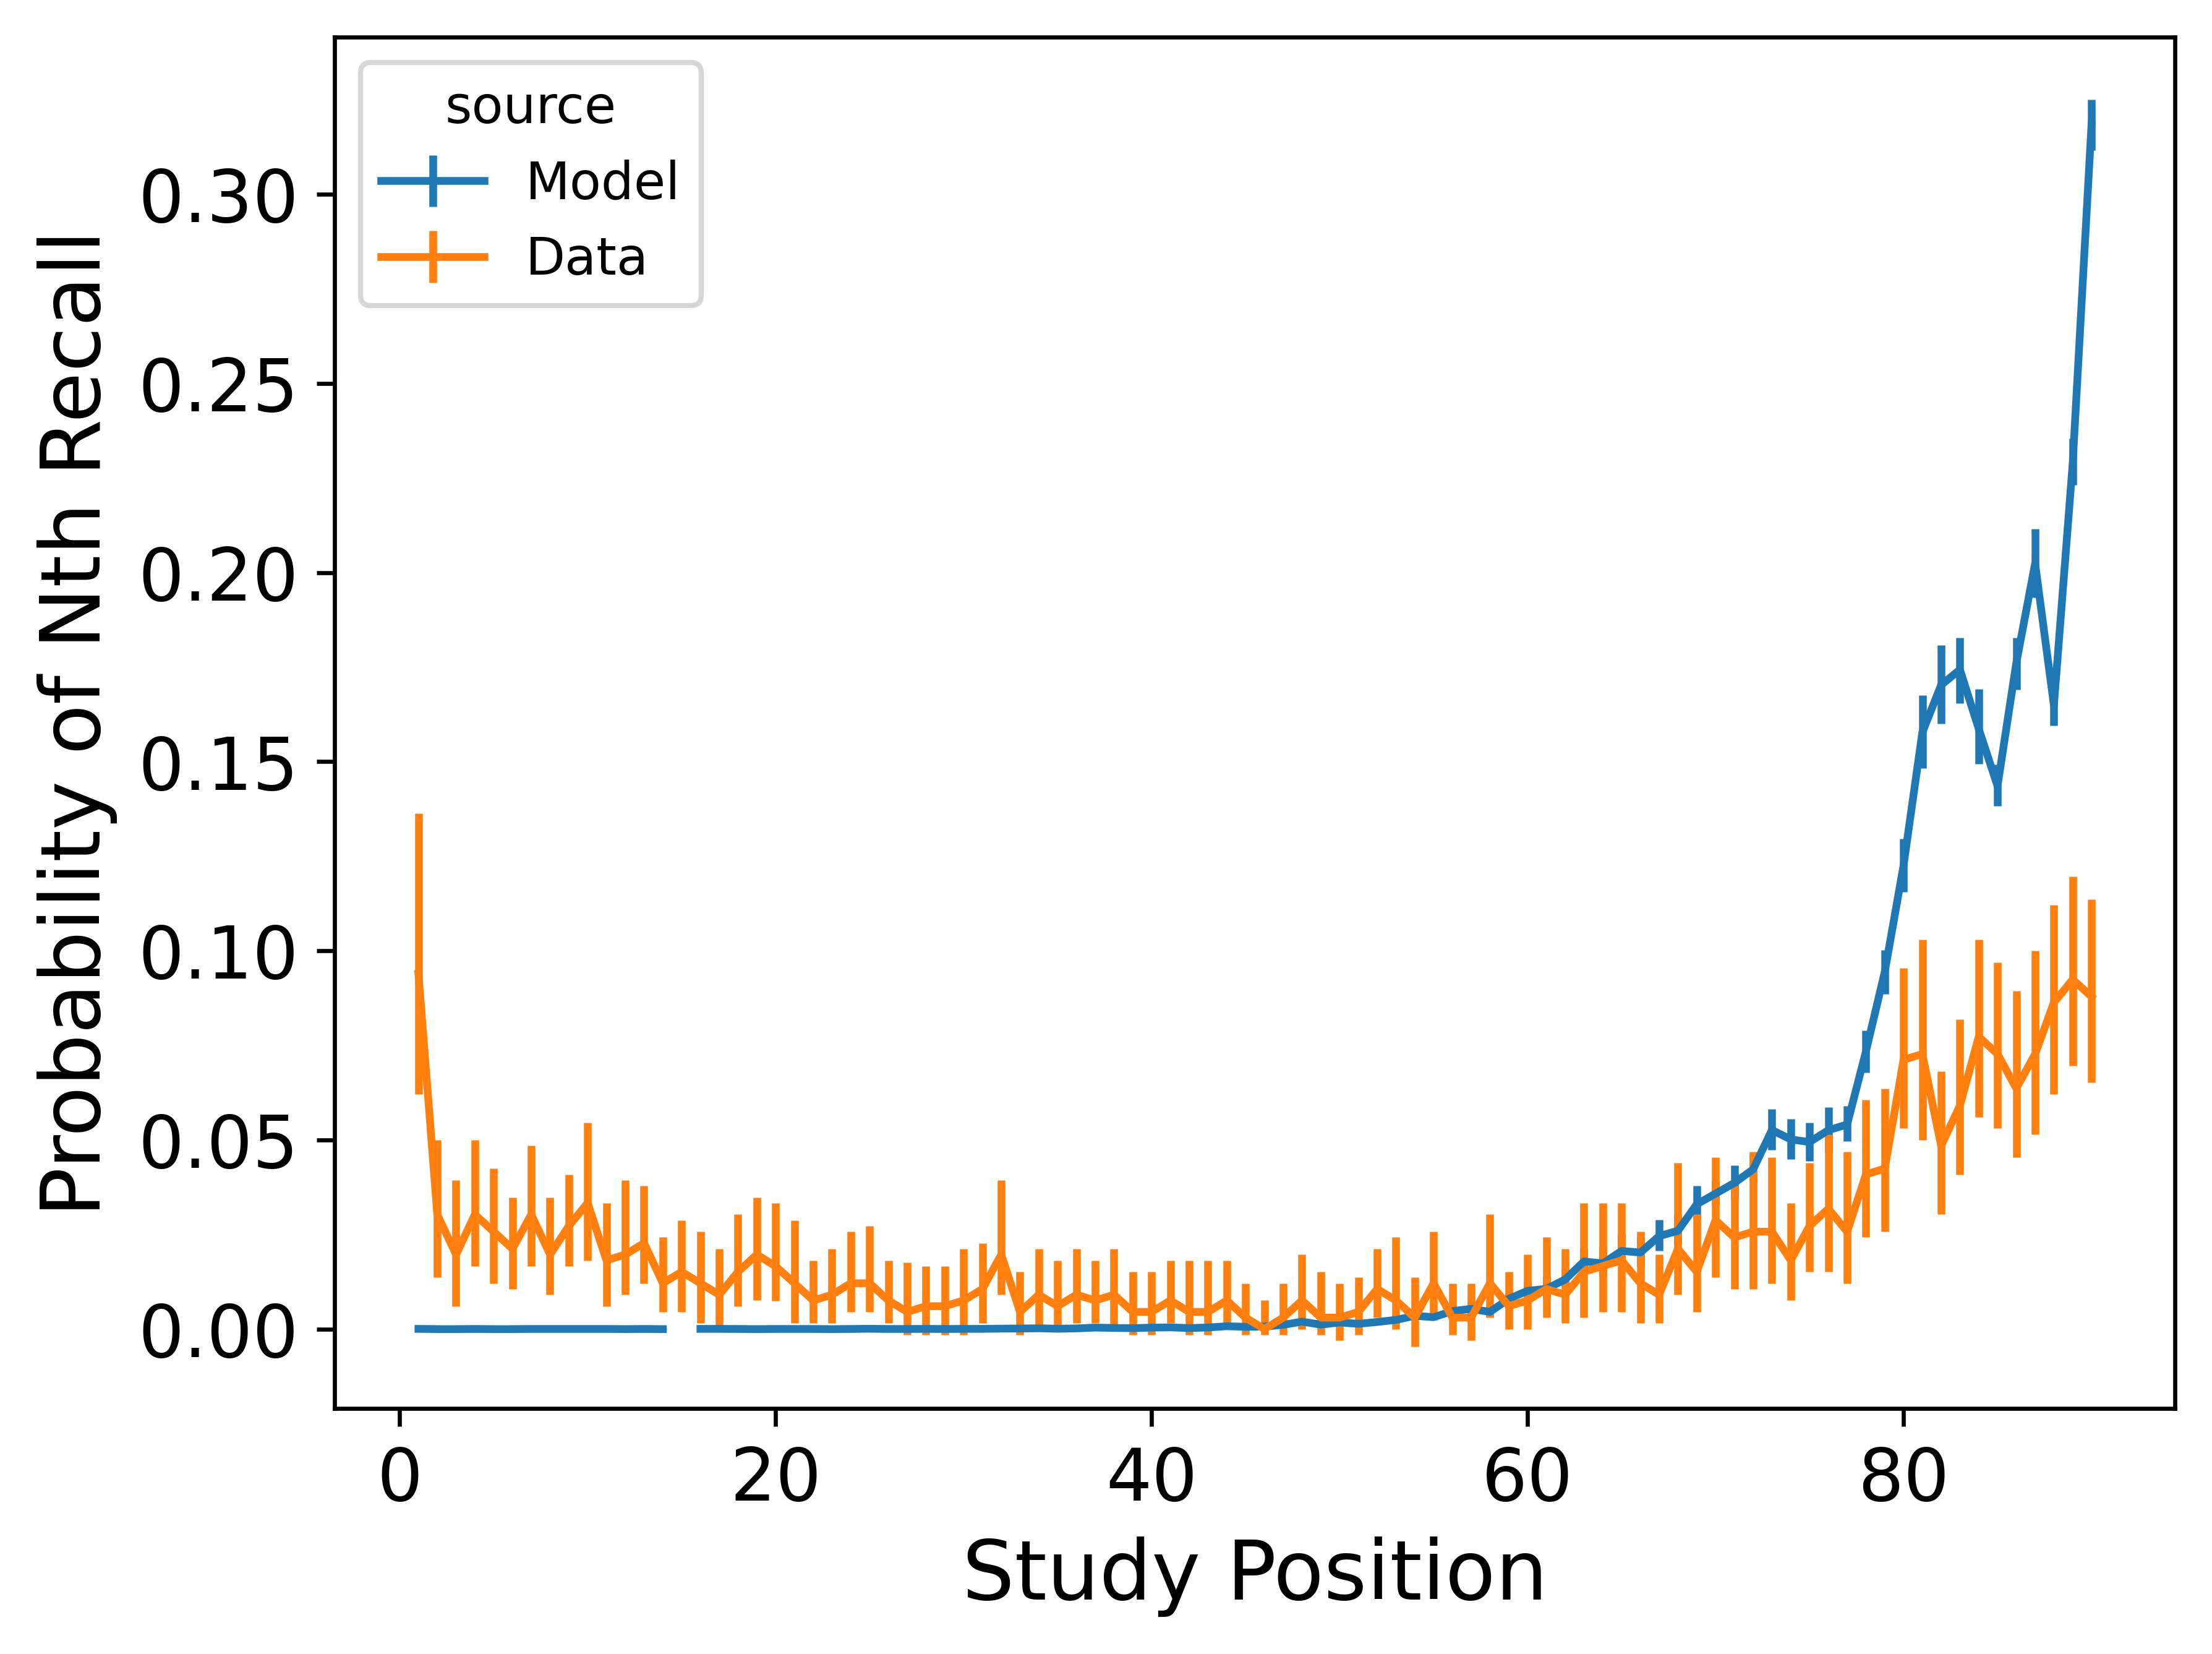 source
Model
Data
Probability of Nth Recall
0.30
0.25
0.20
0.15
0.10
0.05
0.00
0 20 40 60 80
Study Position